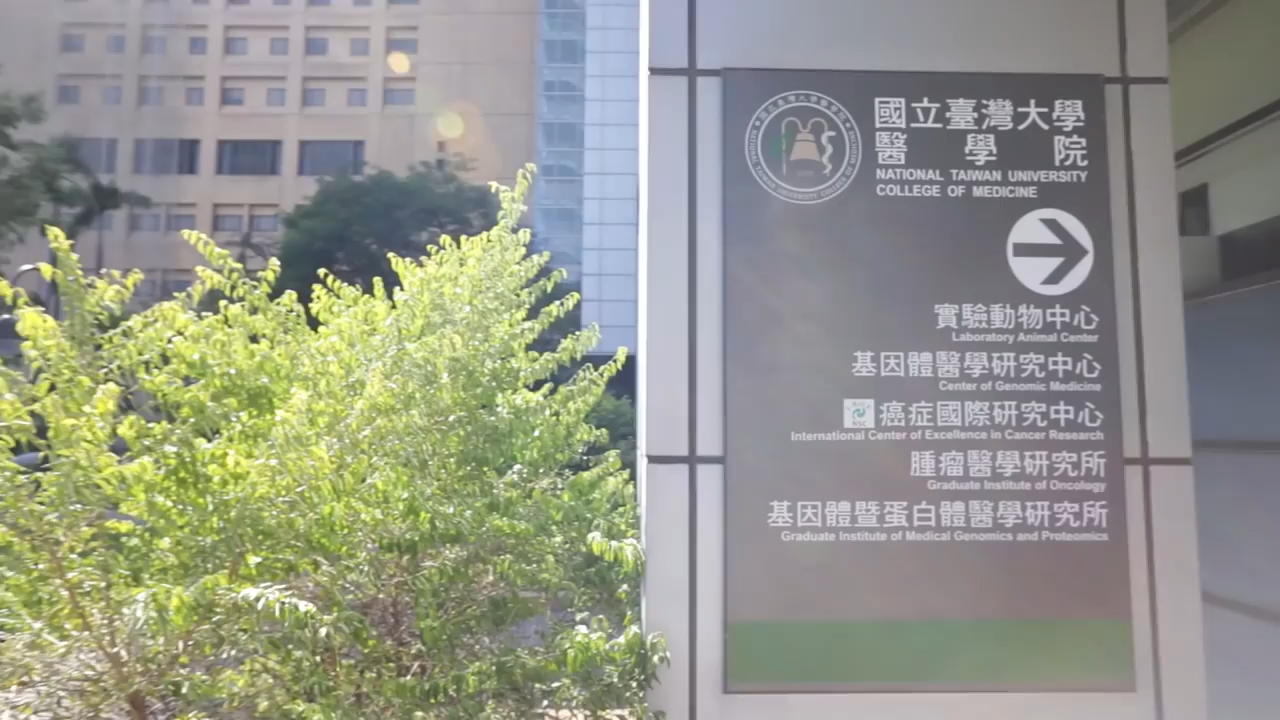 國立臺灣大學
醫學院
NATIONAL TAIWAN UNIVERSITY
COLLEGE OF MEDICINE
實驗動物中心
Laboratory Animal Center
基因體醫學研究中心
Center of Genomic Medicine
癌症國際研究中心
International Center of Excellence in Cancer Research
腫瘤醫學研究所
Graduate Institute of Oncology
基因體暨蛋白體醫學研究所
Graduate Institute of Medical Genomics and Proteomics